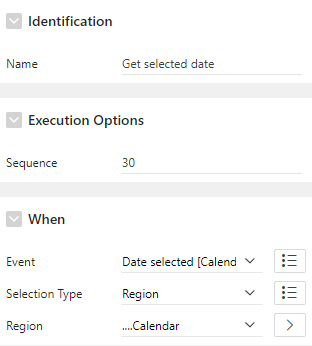 Identification
Name Get selected date
Execution Options
Sequence 30
When
Event Date selected [Calend
Selection Type Region
Region ....Calendar